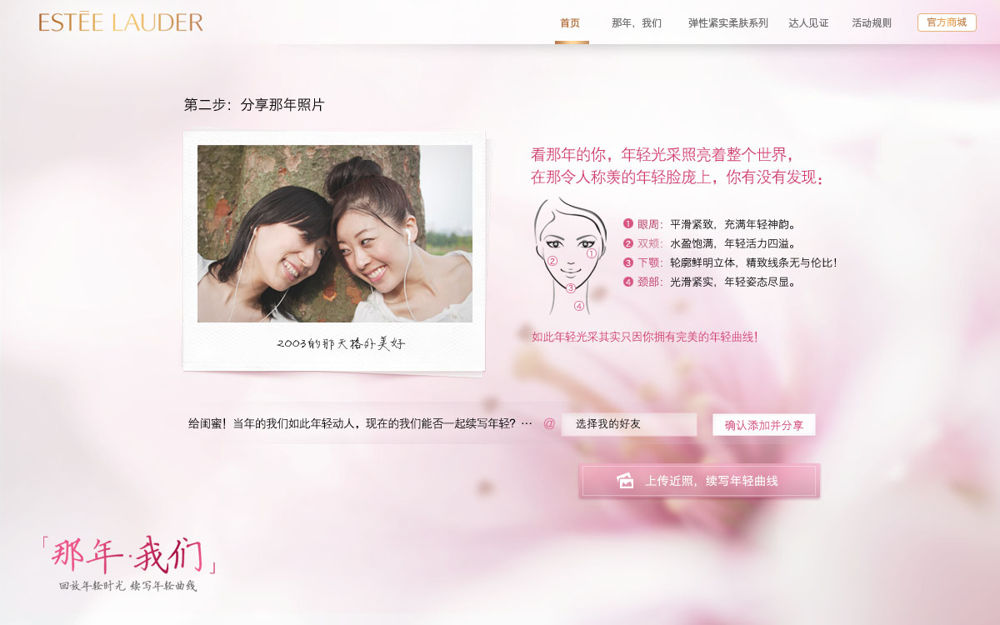 ESTĒE LAUDER
首页 那年，我们 弹性紧实柔肤系列 达人见证 活动规则 官方商城
第二步：分享那年照片
2003的那天格外美好
看那年的你，年轻光采照亮着整个世界，
在那令人称羡的年轻脸庞上，你有没有发现：
① ② ③ ④
① 眼周：平滑紧致，充满年轻神韵。
② 双颊：水盈饱满，年轻活力四溢。
③ 下颚：轮廓鲜明立体，精致线条无与伦比！
④ 颈部：光滑紧实，年轻姿态尽显。
如此年轻光采其实只因你拥有完美的年轻曲线！
给闺蜜！当年的我们如此年轻动人，现在的我们能否一起续写年轻？… @ 选择我的好友 确认添加并分享
上传近照，续写年轻曲线
「那年·我们」
回放年轻时光 续写年轻曲线